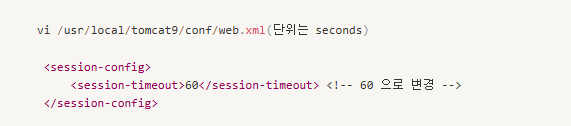 vi /usr/local/tomcat9/conf/web.xml(단위는 seconds)
<session-config>
<session-timeout>60</session-timeout> <!-- 60 으로 변경 -->
</session-config>